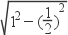 √(1² − (1/2)²)